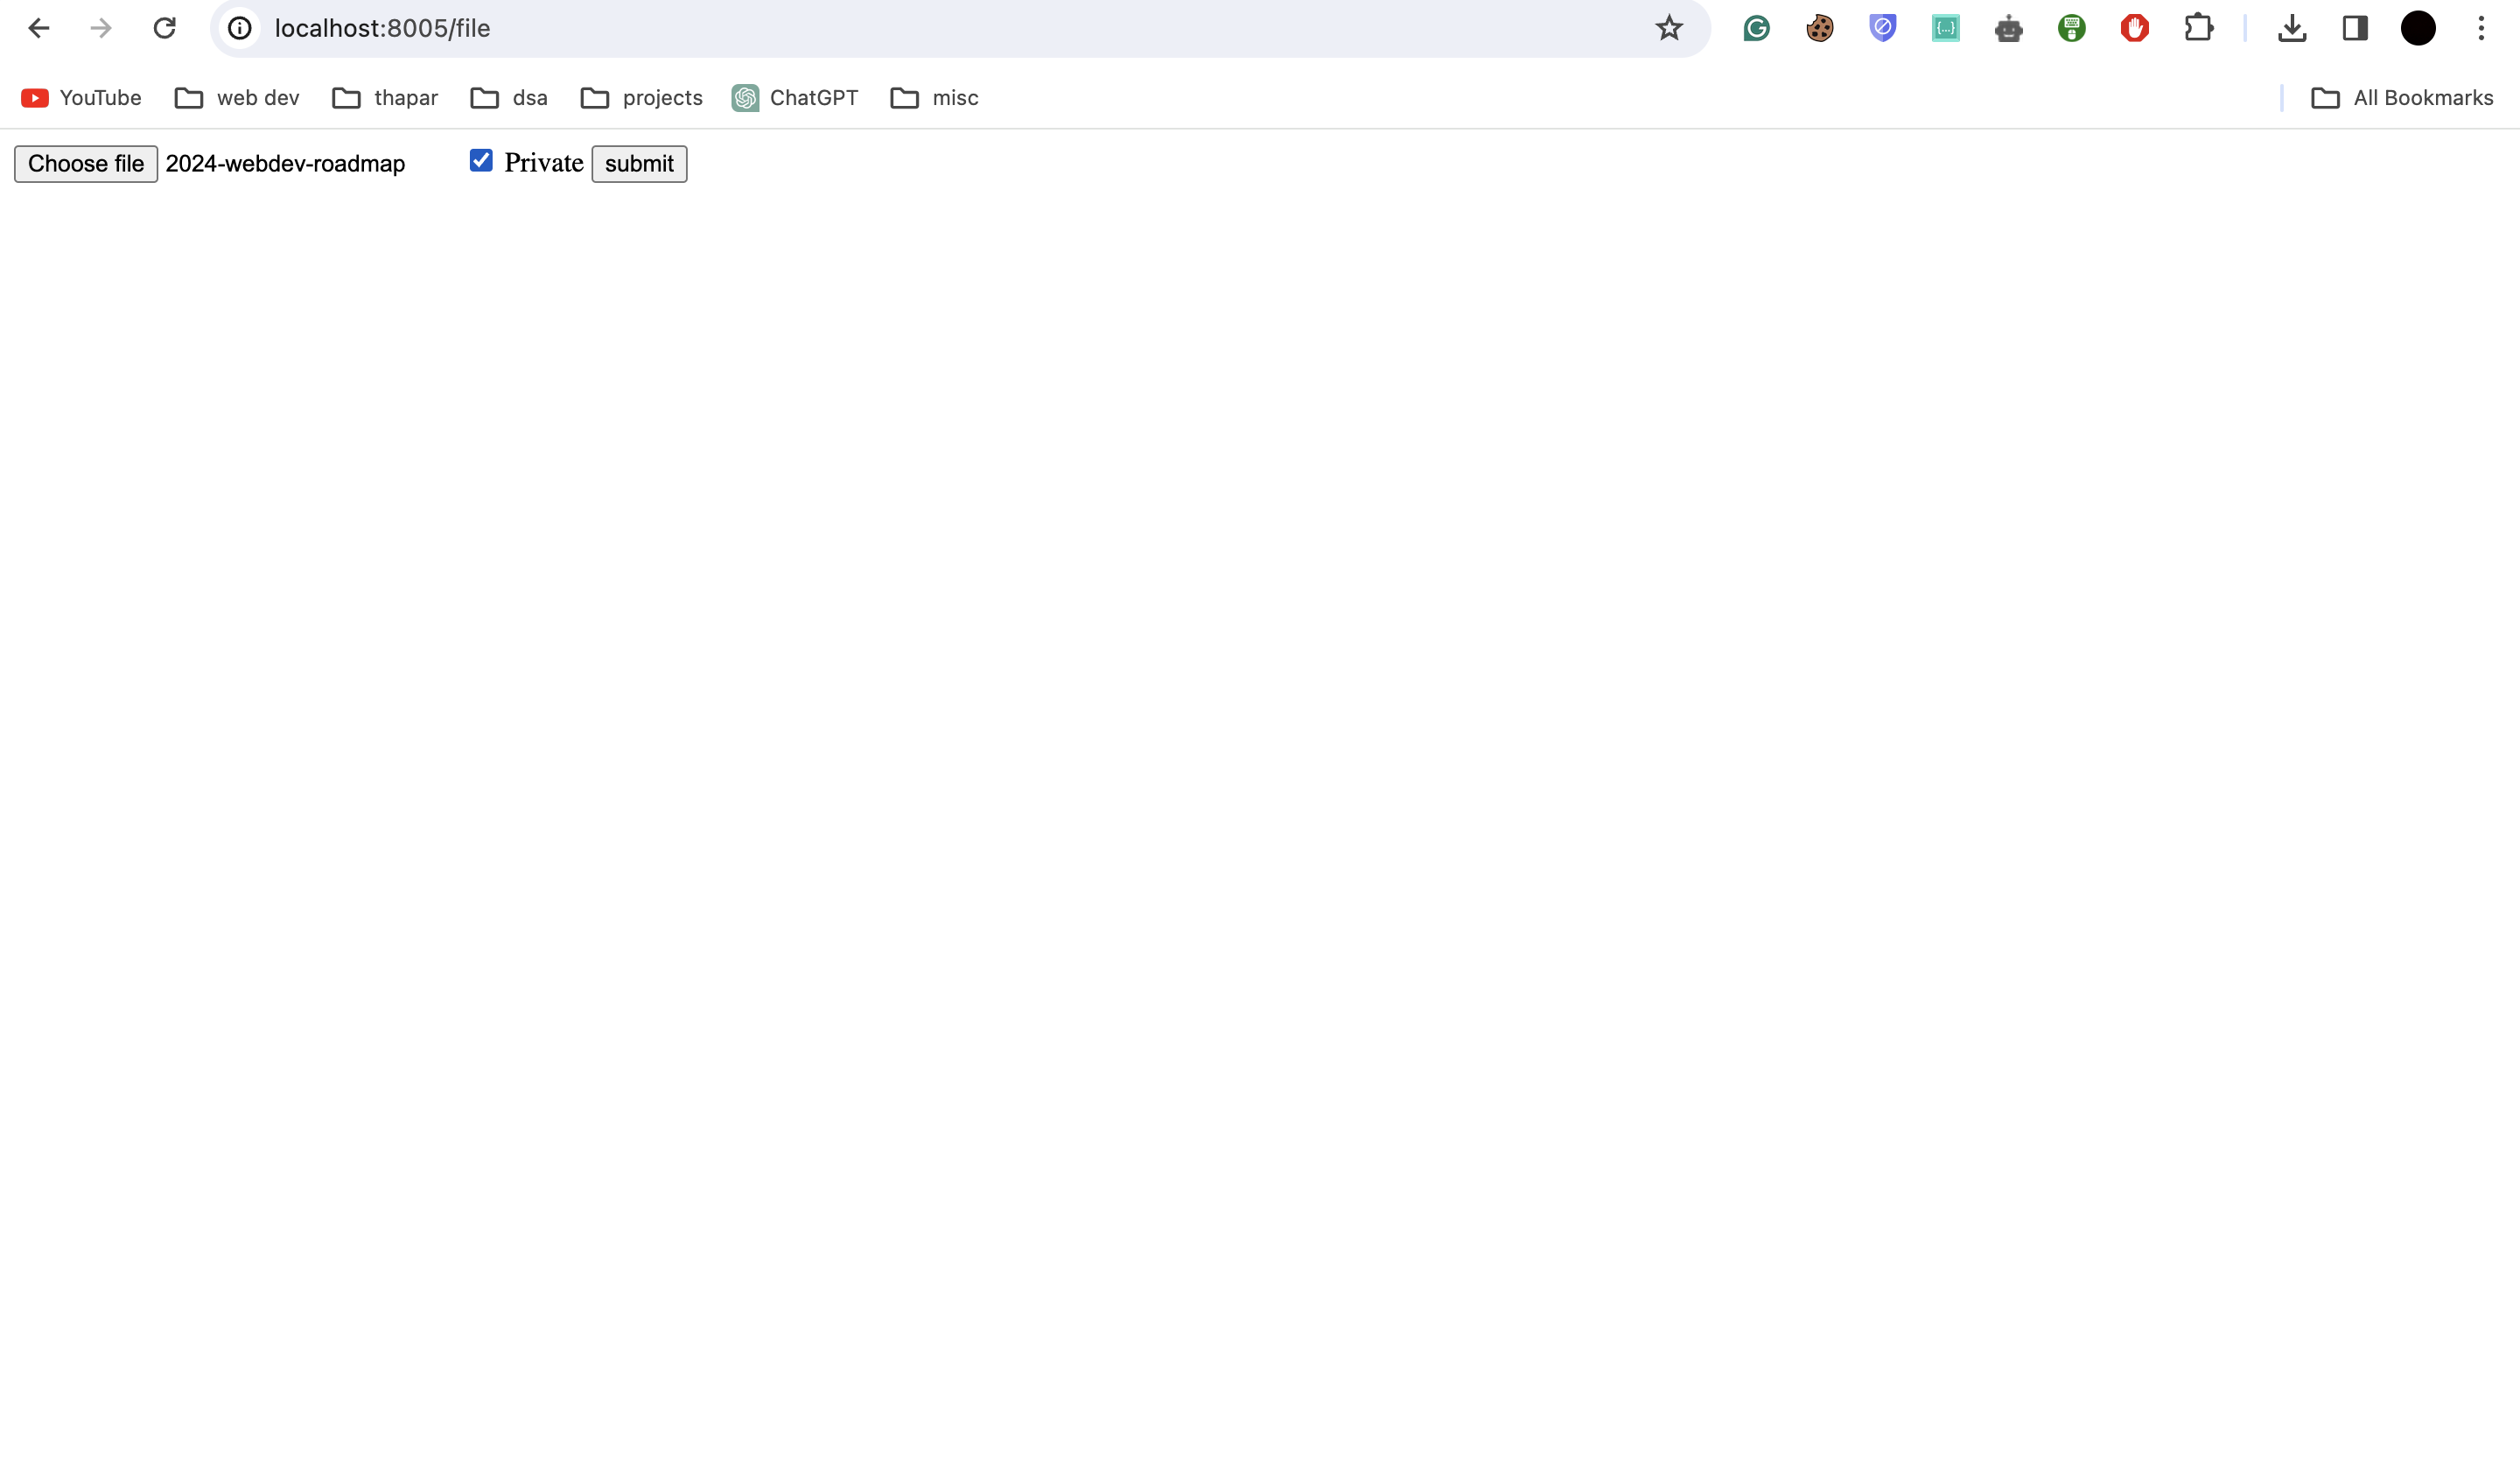 localhost:8005/file
YouTube web dev thapar dsa projects ChatGPT misc All Bookmarks
Choose file 2024-webdev-roadmap Private submit